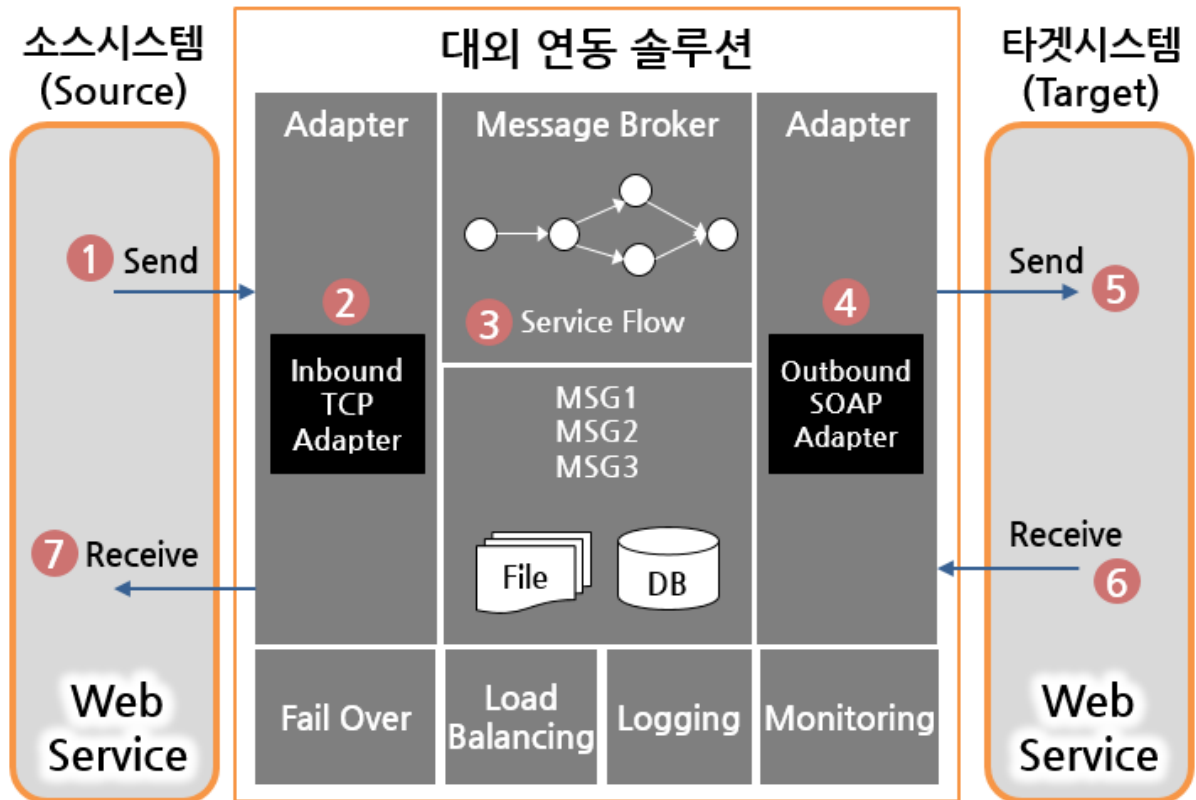 소스시스템
(Source)
대외 연동 솔루션
타겟시스템
(Target)
Adapter
Message Broker
Adapter
1 Send
2
3 Service Flow
4
Send 5
Inbound
TCP
Adapter
MSG1
MSG2
MSG3
Outbound
SOAP
Adapter
7 Receive
File
DB
Receive
6
Web
Service
Fail Over
Load
Balancing
Logging
Monitoring
Web
Service